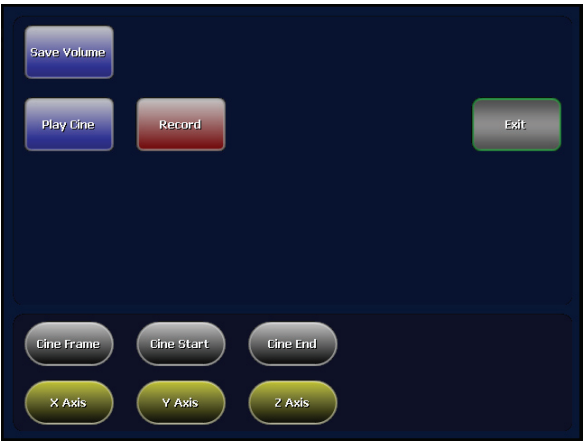 Save Volume
Play Cine
Record
Exit
Cine Frame
Cine Start
Cine End
X Axis
Y Axis
Z Axis